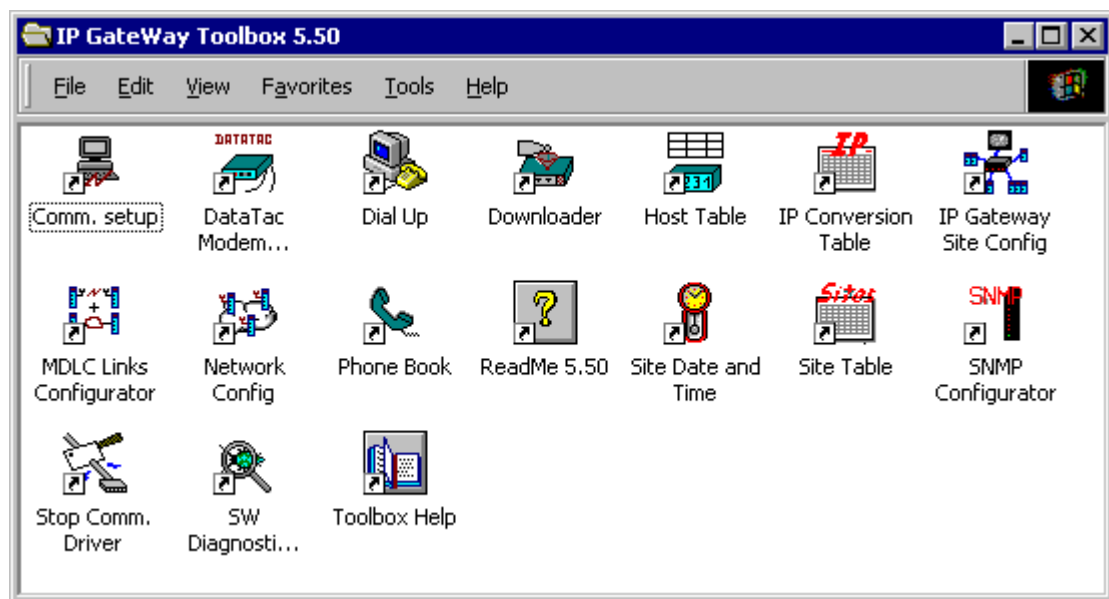 IP GateWay Toolbox 5.50
File Edit View Favorites Tools Help
DATATAC
IP
231
Comm. setup DataTac Dial Up Downloader Host Table IP Conversion IP Gateway
Modem... Table Site Config
Sites
SNMP
MDLC Links Network Phone Book ReadMe 5.50 Site Date and Site Table SNMP
Configurator Config Time Configurator
Stop Comm. SW Toolbox Help
Driver Diagnosti...